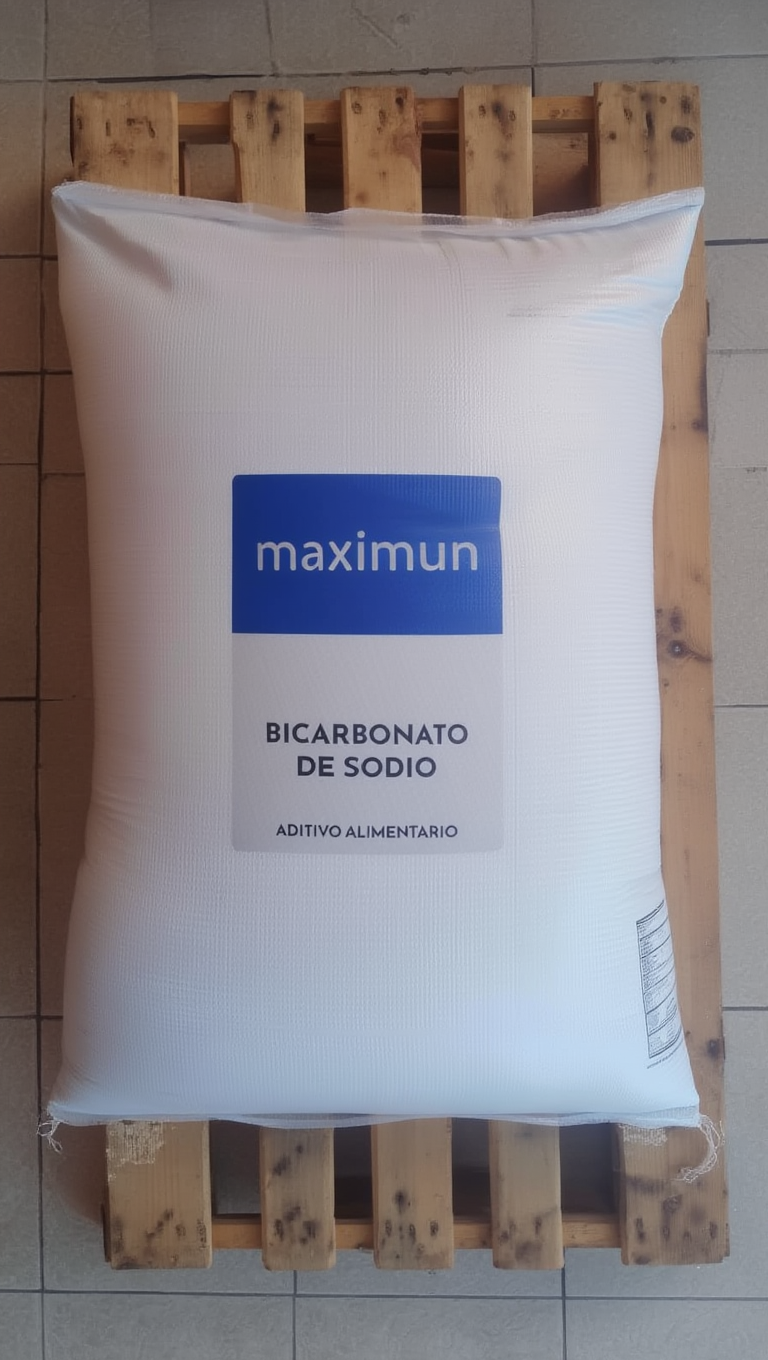 maximun
BICARBONATO
DE SODIO
ADITIVO ALIMENTARIO